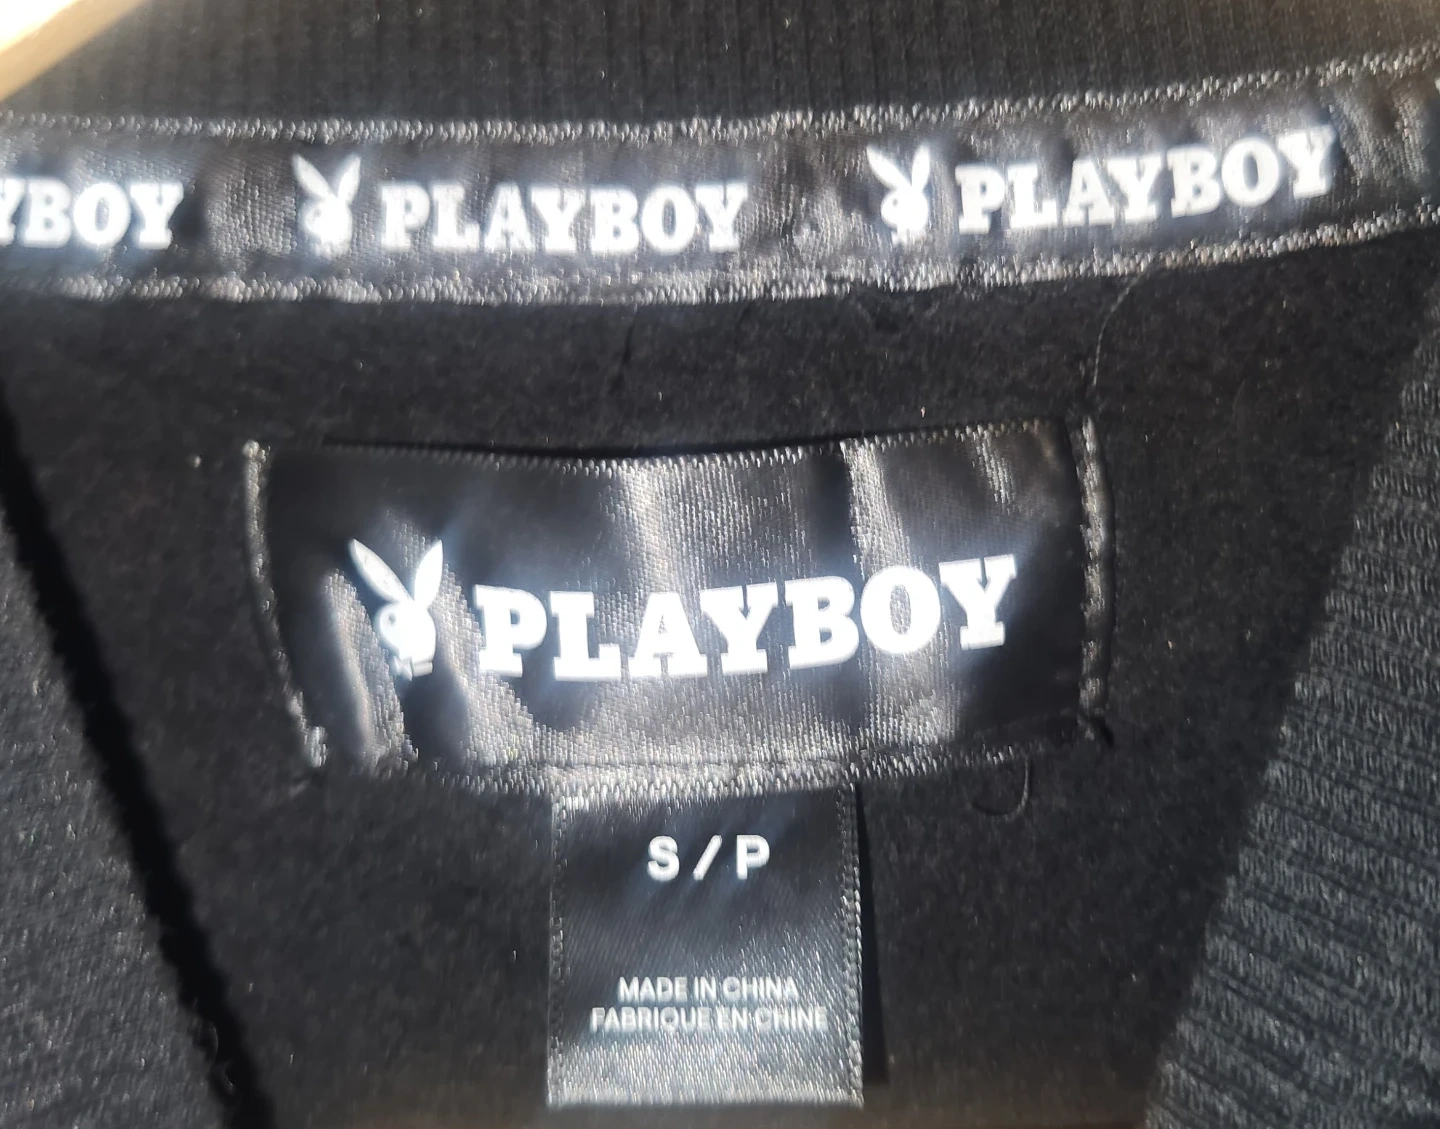 YBOY PLAYBOY PLAYBOY
PLAYBOY
S / P
MADE IN CHINA
FABRIQUE EN CHINE